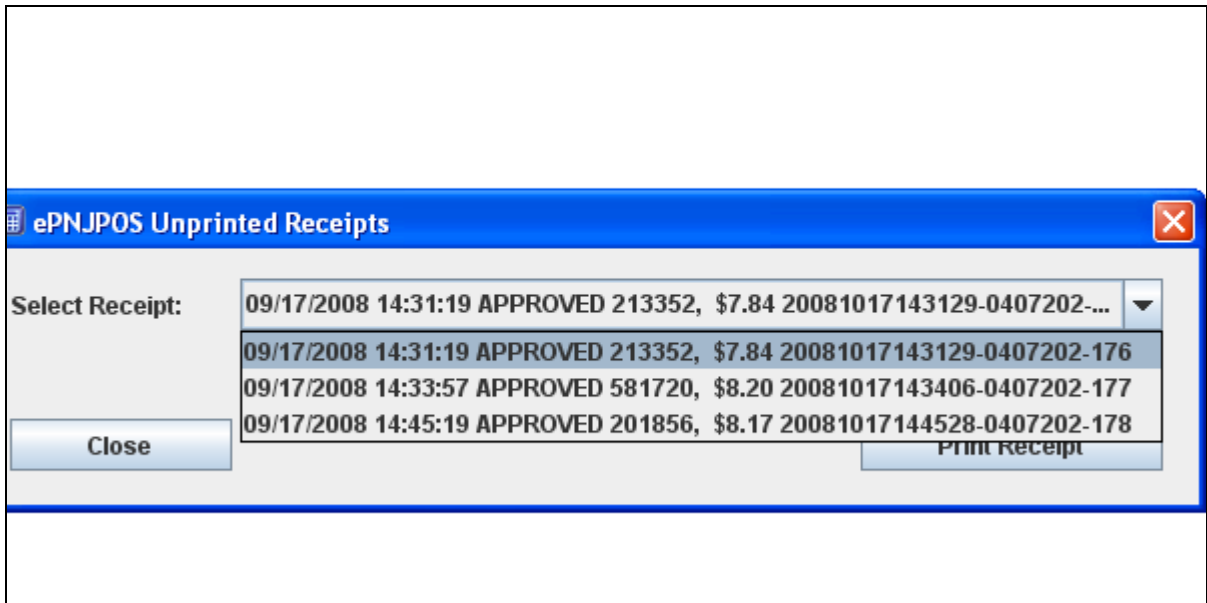 ePNJPOS Unprinted Receipts
Select Receipt: 09/17/2008 14:31:19 APPROVED 213352, $7.84 20081017143129-0407202-...
09/17/2008 14:31:19 APPROVED 213352, $7.84 20081017143129-0407202-176
09/17/2008 14:33:57 APPROVED 581720, $8.20 20081017143406-0407202-177
09/17/2008 14:45:19 APPROVED 201856, $8.17 20081017144528-0407202-178
Close Print Receipt